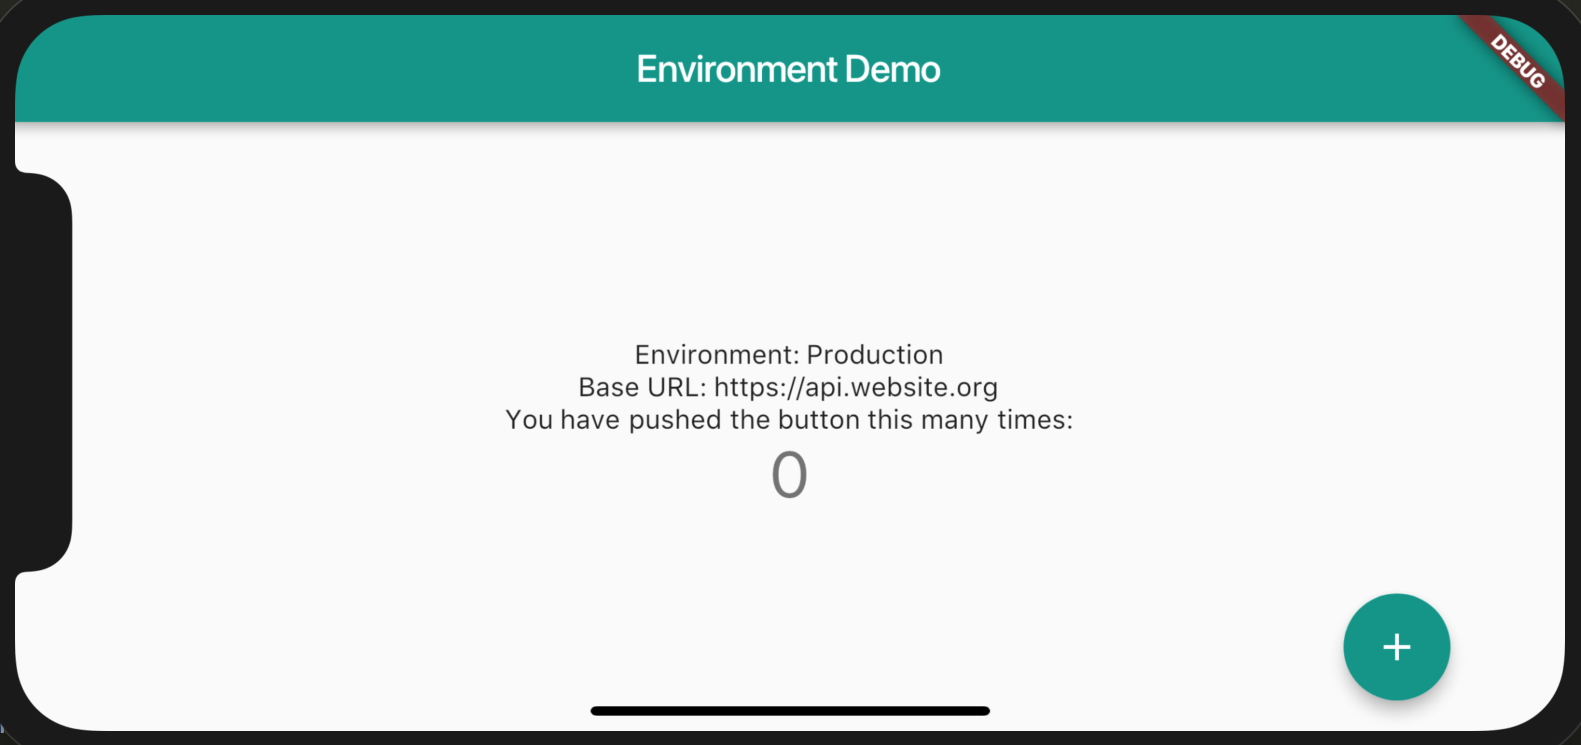 Environment Demo
DEBUG
Environment: Production
Base URL: https://api.website.org
You have pushed the button this many times:
0
+